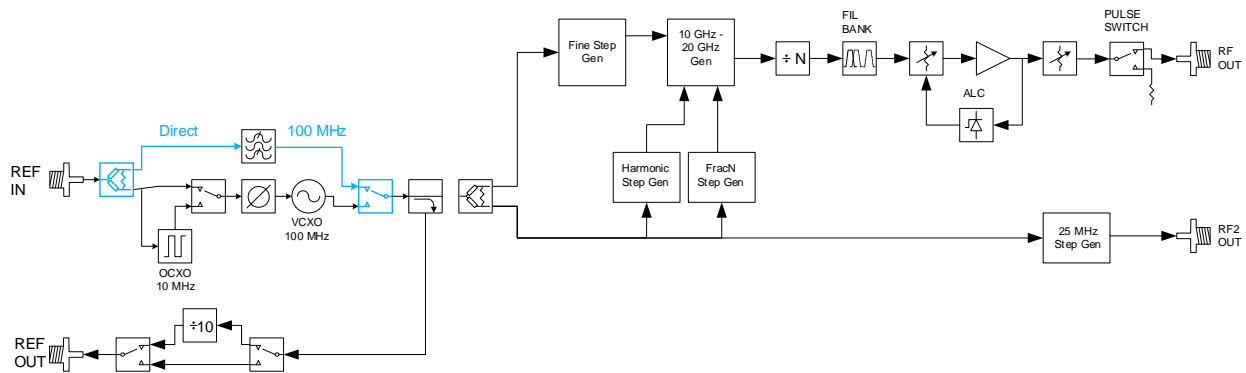 PULSE
SWITCH
FIL
BANK
Fine Step
Gen
10 GHz -
20 GHz
Gen
÷ N
RF
OUT
ALC
Direct
100 MHz
REF
IN
Harmonic
Step Gen
FracN
Step Gen
VCXO
100 MHz
OCXO
10 MHz
25 MHz
Step Gen
RF2
OUT
÷10
REF
OUT